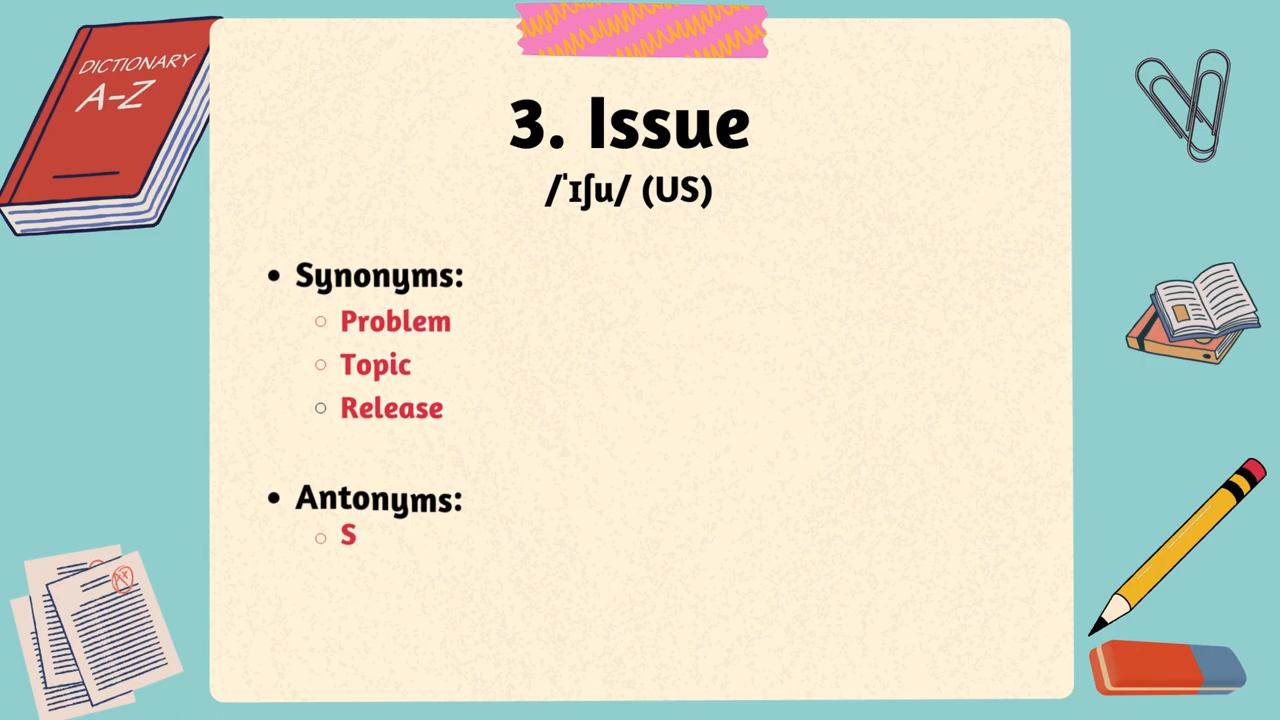 DICTIONARY
A-Z
3. Issue
/ˈɪʃu/ (US)
• Synonyms:
○ Problem
○ Topic
○ Release
• Antonyms:
○ S
A+